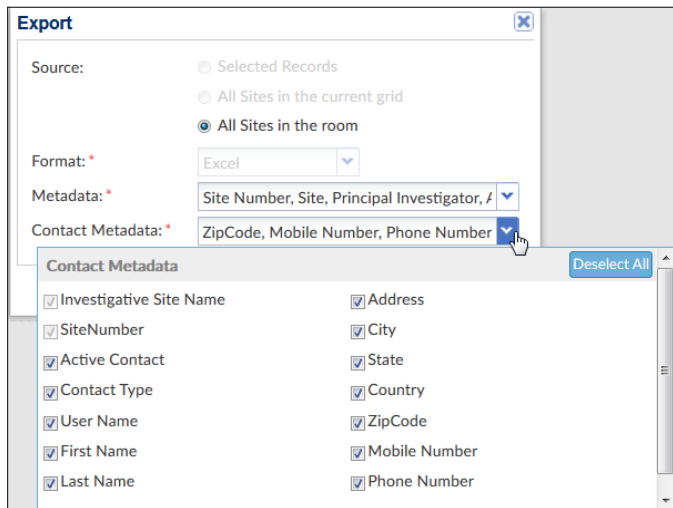 Export
Source:
Selected Records
All Sites in the current grid
All Sites in the room
Format: *
Excel
Metadata: *
Site Number, Site, Principal Investigator, A
Contact Metadata: *
ZipCode, Mobile Number, Phone Number
Contact Metadata
Deselect All
Investigative Site Name
Address
SiteNumber
City
Active Contact
State
Contact Type
Country
User Name
ZipCode
First Name
Mobile Number
Last Name
Phone Number